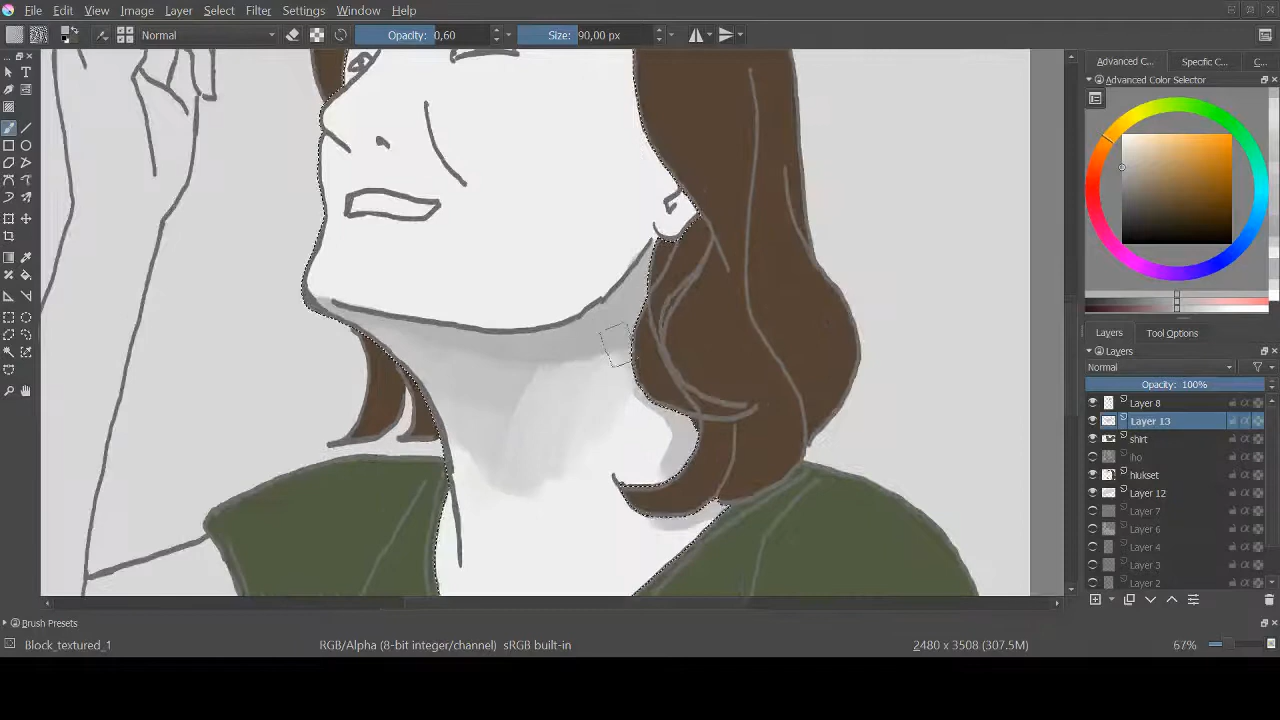 File Edit View Image Layer Select Filter Settings Window Help
Normal Opacity: 0,60 Size: 90,00 px
Advanced C... Specific C... C...
Advanced Color Selector
Layers Tool Options
Layers
Normal
Opacity: 100%
Layer 8
Layer 13
shirt
iho
hiukset
Layer 12
Layer 7
Layer 6
Layer 4
Layer 3
Layer 2
Brush Presets
Block_textured_1 RGB/Alpha (8-bit integer/channel) sRGB built-in 2480 x 3508 (307.5M) 67%